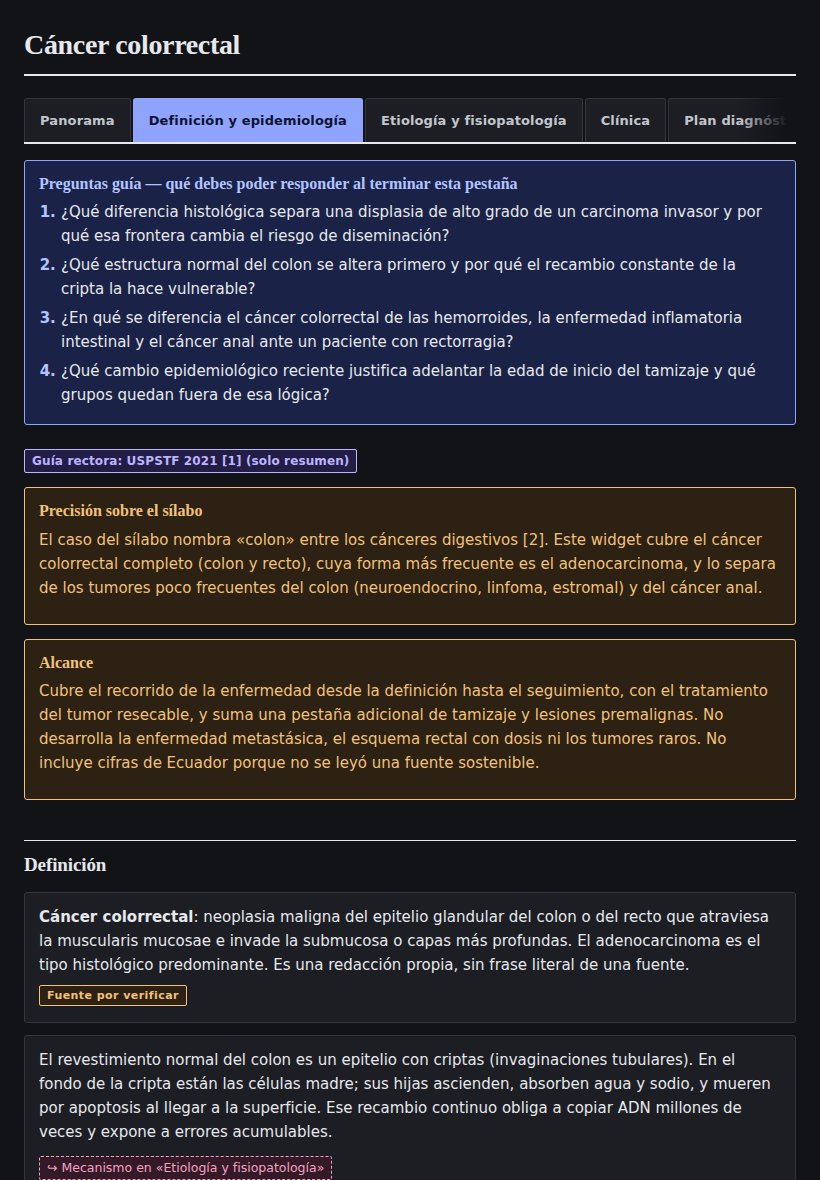 Cáncer colorrectal
Panorama
Definición y epidemiología
Etiología y fisiopatología
Clínica
Plan diagnóst
Preguntas guía — qué debes poder responder al terminar esta pestaña
1. ¿Qué diferencia histológica separa una displasia de alto grado de un carcinoma invasor y por
qué esa frontera cambia el riesgo de diseminación?
2. ¿Qué estructura normal del colon se altera primero y por qué el recambio constante de la
cripta la hace vulnerable?
3. ¿En qué se diferencia el cáncer colorrectal de las hemorroides, la enfermedad inflamatoria
intestinal y el cáncer anal ante un paciente con rectorragia?
4. ¿Qué cambio epidemiológico reciente justifica adelantar la edad de inicio del tamizaje y qué
grupos quedan fuera de esa lógica?
Guía rectora: USPSTF 2021 [1] (solo resumen)
Precisión sobre el sílabo
El caso del sílabo nombra «colon» entre los cánceres digestivos [2]. Este widget cubre el cáncer
colorrectal completo (colon y recto), cuya forma más frecuente es el adenocarcinoma, y lo separa
de los tumores poco frecuentes del colon (neuroendocrino, linfoma, estromal) y del cáncer anal.
Alcance
Cubre el recorrido de la enfermedad desde la definición hasta el seguimiento, con el tratamiento
del tumor resecable, y suma una pestaña adicional de tamizaje y lesiones premalignas. No
desarrolla la enfermedad metastásica, el esquema rectal con dosis ni los tumores raros. No
incluye cifras de Ecuador porque no se leyó una fuente sostenible.
Definición
Cáncer colorrectal: neoplasia maligna del epitelio glandular del colon o del recto que atraviesa
la muscularis mucosae e invade la submucosa o capas más profundas. El adenocarcinoma es el
tipo histológico predominante. Es una redacción propia, sin frase literal de una fuente.
Fuente por verificar
El revestimiento normal del colon es un epitelio con criptas (invaginaciones tubulares). En el
fondo de la cripta están las células madre; sus hijas ascienden, absorben agua y sodio, y mueren
por apoptosis al llegar a la superficie. Ese recambio continuo obliga a copiar ADN millones de
veces y expone a errores acumulables.
↪ Mecanismo en «Etiología y fisiopatología»